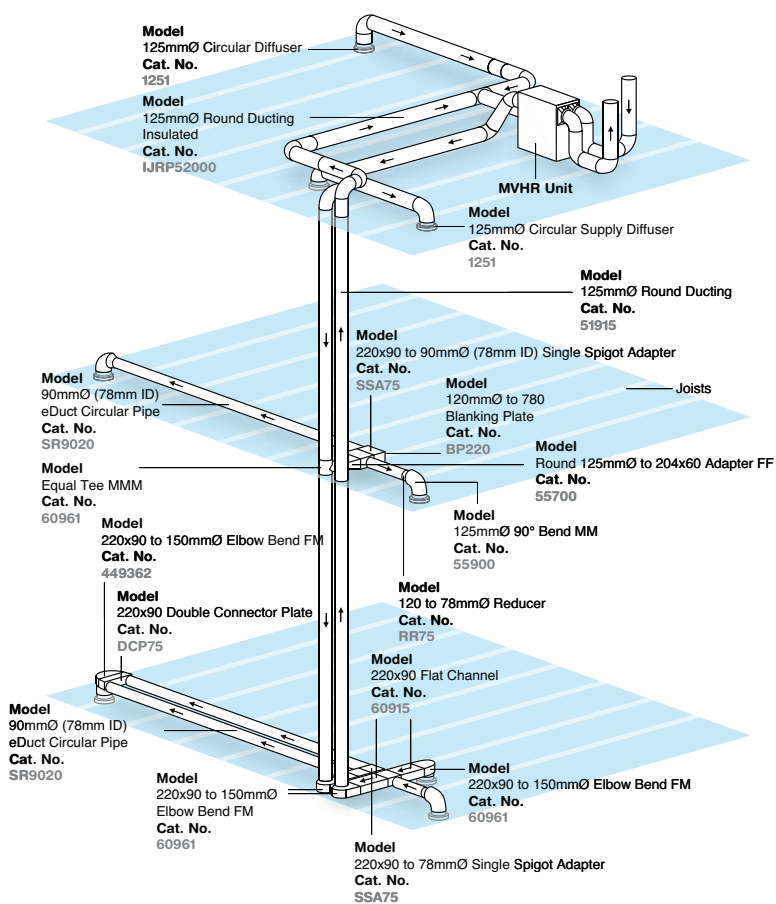 Model
125mmØ Circular Diffuser
Cat. No.
1251
Model
125mmØ Round Ducting
Insulated
Cat. No.
IJRP52000
MVHR Unit
Model
125mmØ Circular Supply Diffuser
Cat. No.
1251
Model
125mmØ Round Ducting
Cat. No.
51915
Model
220x90 to 90mmØ (78mm ID) Single Spigot Adapter
Cat. No.
SSA75
Joists
Model
90mmØ (78mm ID)
eDuct Circular Pipe
Cat. No.
SR9020
Model
120mmØ to 780
Blanking Plate
Cat. No.
BP220
Model
Round 125mmØ to 204x60 Adapter FF
Cat. No.
55700
Model
Equal Tee MMM
Cat. No.
60961
Model
125mmØ 90° Bend MM
Cat. No.
55900
Model
220x90 to 150mmØ Elbow Bend FM
Cat. No.
449362
Model
120 to 78mmØ Reducer
Cat. No.
RR75
Model
220x90 Double Connector Plate
Cat. No.
DCP75
Model
220x90 Flat Channel
Cat. No.
60915
Model
90mmØ (78mm ID)
eDuct Circular Pipe
Cat. No.
SR9020
Model
220x90 to 150mmØ
Elbow Bend FM
Cat. No.
60961
Model
220x90 to 150mmØ Elbow Bend FM
Cat. No.
60961
Model
220x90 to 78mmØ Single Spigot Adapter
Cat. No.
SSA75